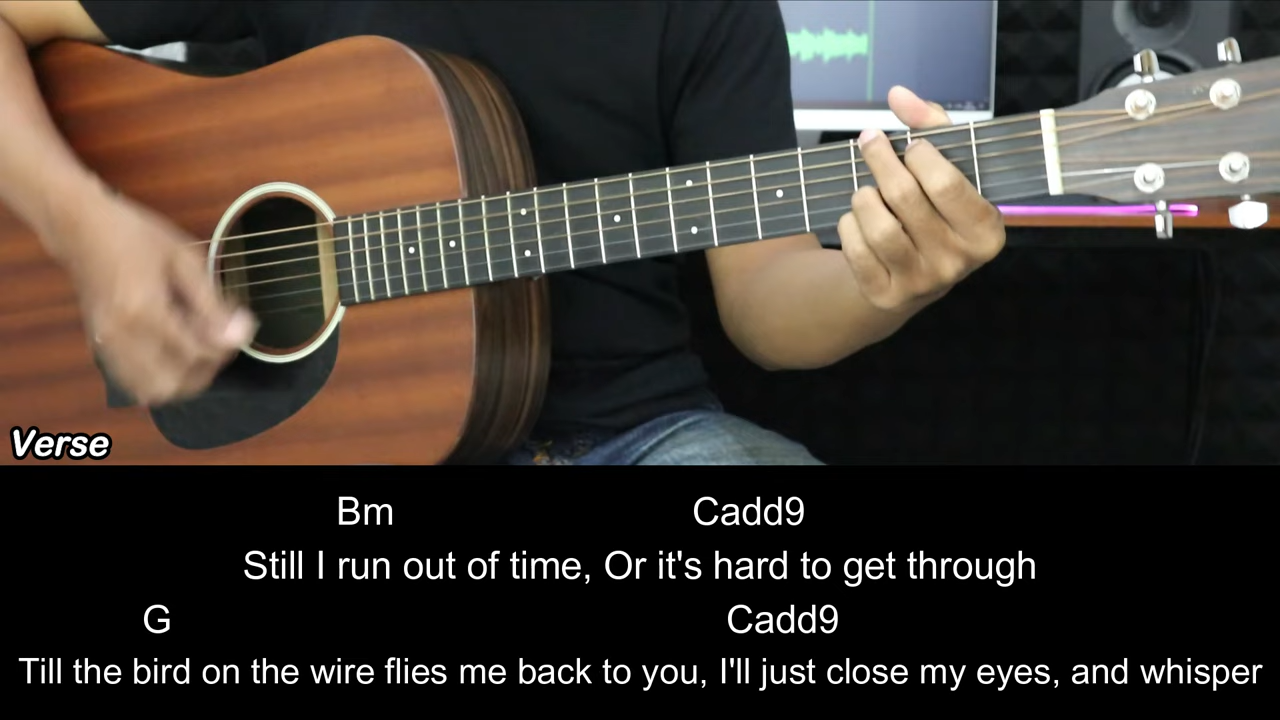 Verse
Bm Cadd9
Still I run out of time, Or it's hard to get through
G Cadd9
Till the bird on the wire flies me back to you, I'll just close my eyes, and whisper